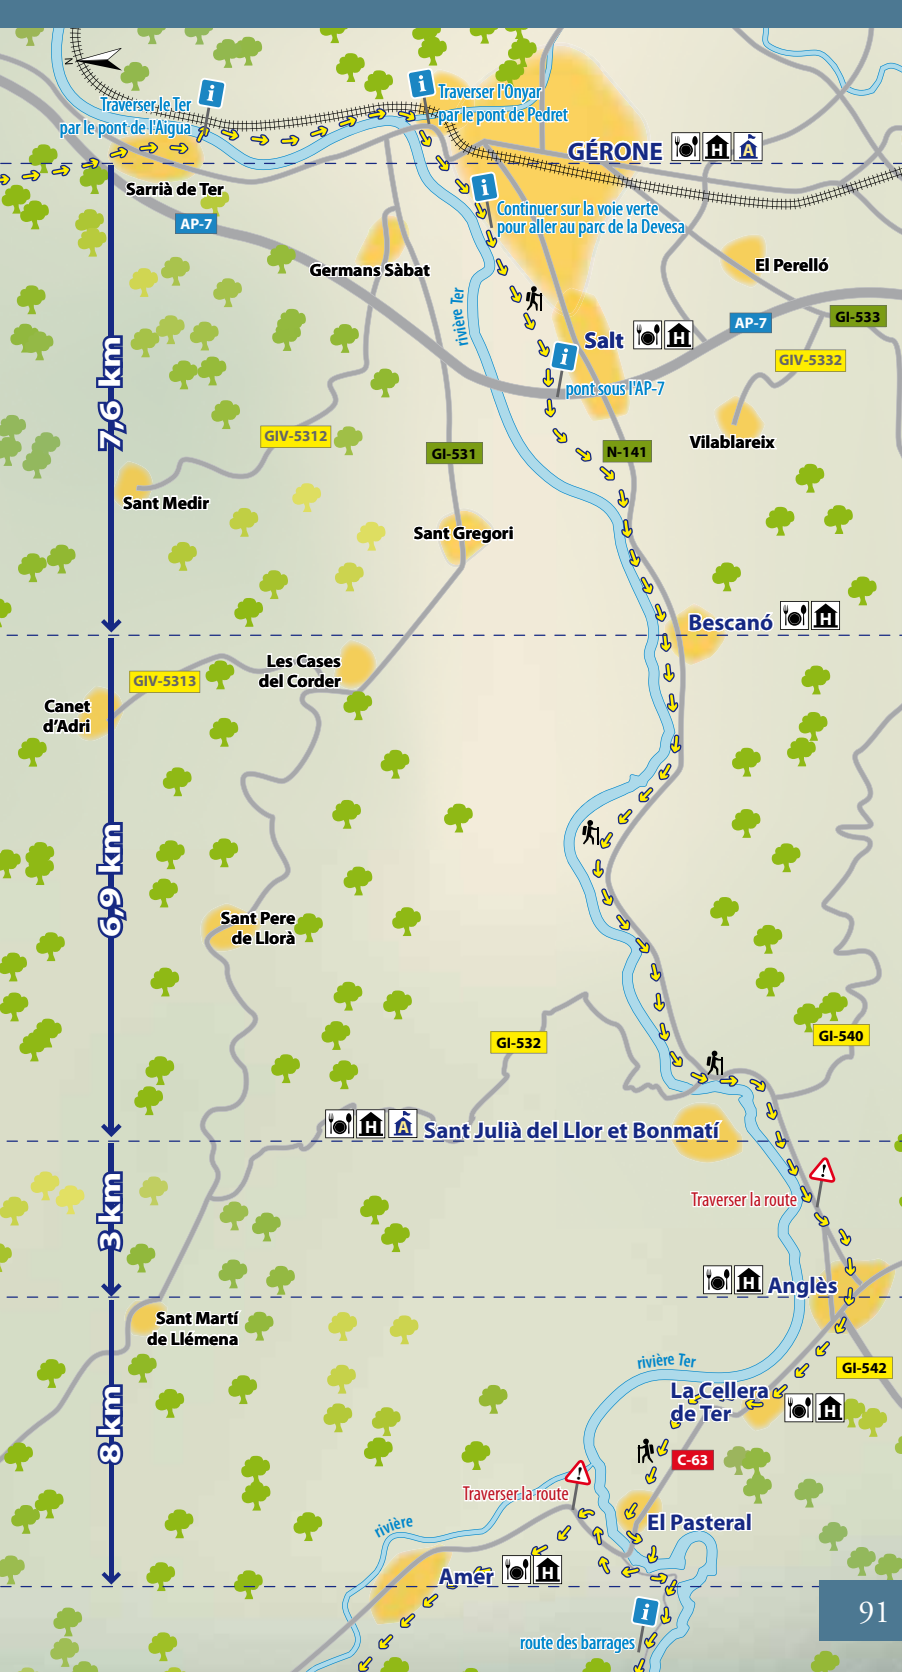 N
Traverser le Ter
par le pont de l'Aigua
i
i
Traverser l'Onyar
par le pont de Pedret
GÉRONE
H
A
Sarrià de Ter
AP-7
i
Continuer sur la voie verte
pour aller au parc de la Devesa
Germans Sàbat
El Perelló
rivière Ter
AP-7
GI-533
Salt
H
i
pont sous l'AP-7
GIV-5332
7,6 km
GIV-5312
GI-531
N-141
Vilablareix
Sant Medir
Sant Gregori
Bescanó
H
Les Cases
del Corder
GIV-5313
Canet
d'Adri
6,9 km
Sant Pere
de Llorà
GI-532
GI-540
H
A
Sant Julià del Llor et Bonmatí
3 km
!
Traverser la route
H
Anglès
Sant Martí
de Llémena
rivière Ter
GI-542
La Cellera
de Ter
H
8 km
C-63
!
Traverser la route
rivière
El Pasteral
Amer
H
i
route des barrages
91